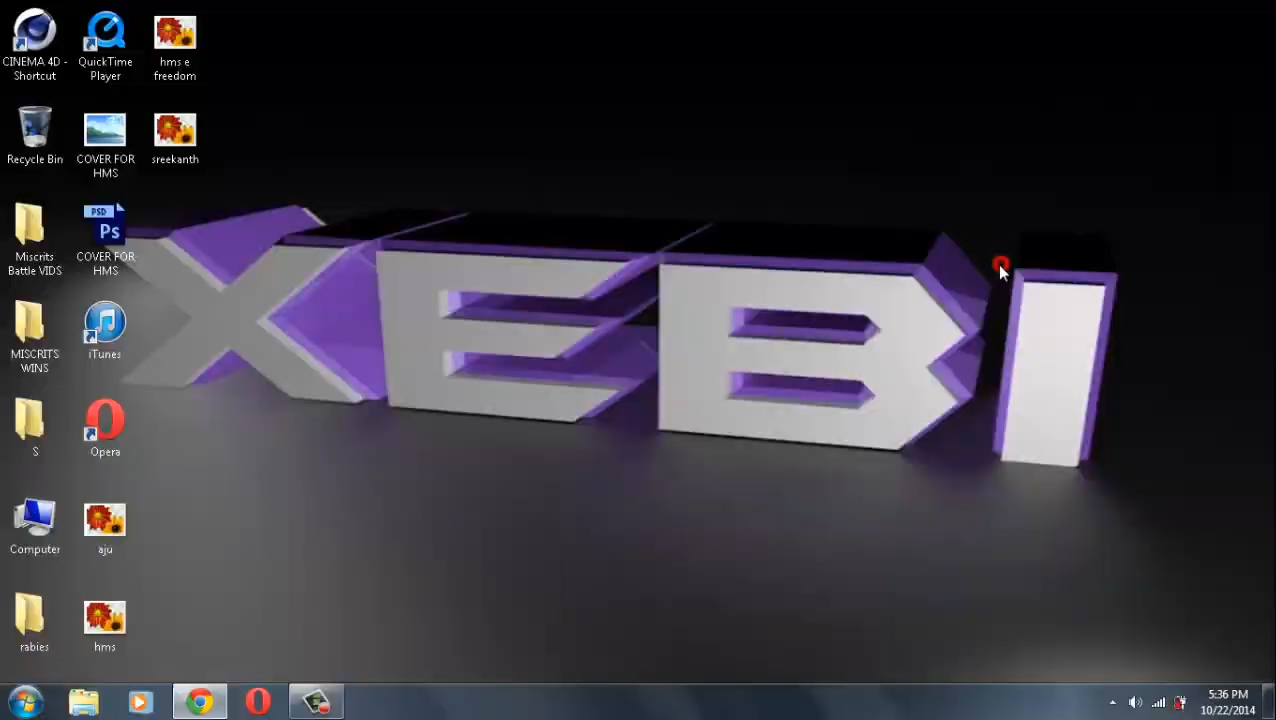 CINEMA 4D -
Shortcut
QuickTime
Player
hms e
freedom
Recycle Bin
COVER FOR
HMS
sreekanth
Miscrits
Battle VIDS
PSD
Ps
COVER FOR
HMS
XEBI
MISCRITS
WINS
iTunes
S
Opera
Computer
aju
rabies
hms
5:36 PM
10/22/2014